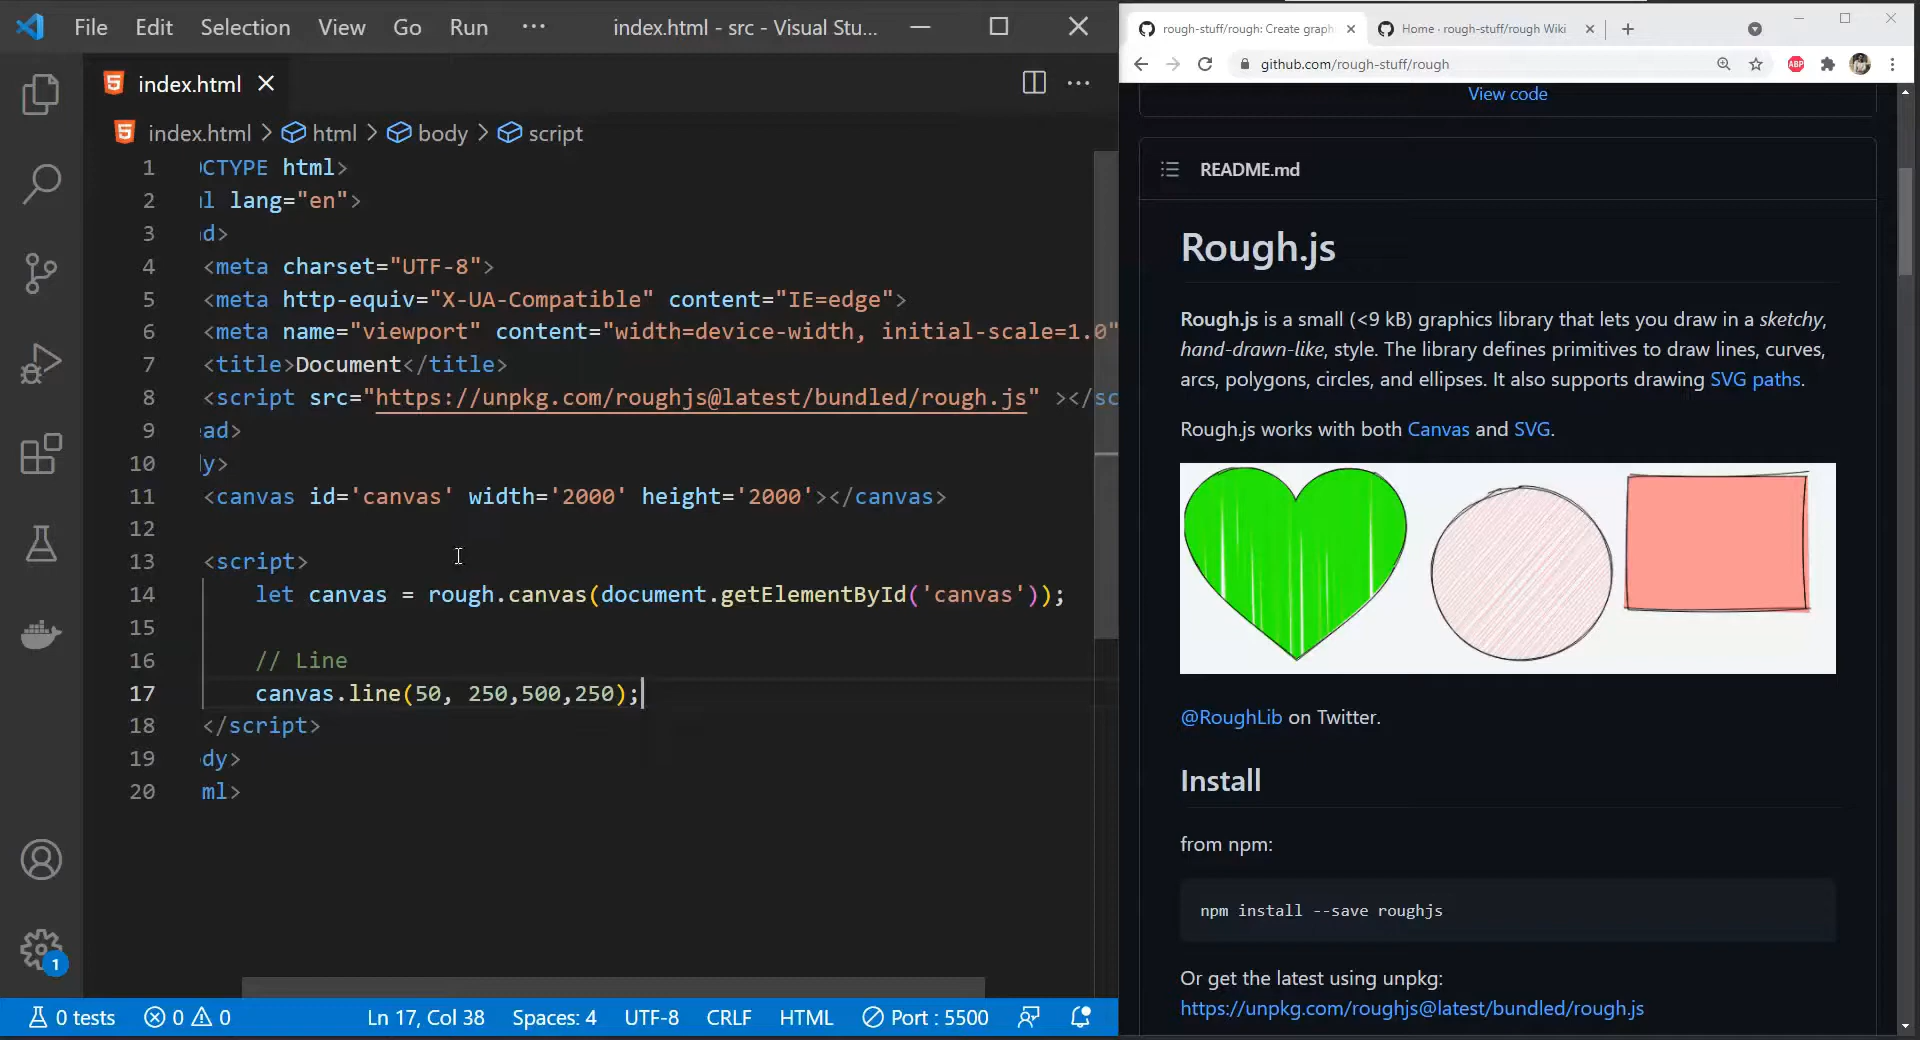 File Edit Selection View Go Run ··· index.html - src - Visual Stu...
index.html
index.html > html > body > script
1 CTYPE html>
2 l lang="en">
3 d>
4 <meta charset="UTF-8">
5 <meta http-equiv="X-UA-Compatible" content="IE=edge">
6 <meta name="viewport" content="width=device-width, initial-scale=1.0"
7 <title>Document</title>
8 <script src="https://unpkg.com/roughjs@latest/bundled/rough.js" ></sc
9 ead>
10 y>
11 <canvas id='canvas' width='2000' height='2000'></canvas>
12
13 <script>
14 let canvas = rough.canvas(document.getElementById('canvas'));
15
16 // Line
17 canvas.line(50, 250,500,250);
18 </script>
19 dy>
20 ml>
1
0 tests 0 0 Ln 17, Col 38 Spaces: 4 UTF-8 CRLF HTML Port : 5500
rough-stuff/rough: Create graph Home · rough-stuff/rough Wiki
github.com/rough-stuff/rough
ABP
View code
README.md
Rough.js
Rough.js is a small (<9 kB) graphics library that lets you draw in a sketchy,
hand-drawn-like, style. The library defines primitives to draw lines, curves,
arcs, polygons, circles, and ellipses. It also supports drawing SVG paths.
Rough.js works with both Canvas and SVG.
@RoughLib on Twitter.
Install
from npm:
npm install --save roughjs
Or get the latest using unpkg:
https://unpkg.com/roughjs@latest/bundled/rough.js